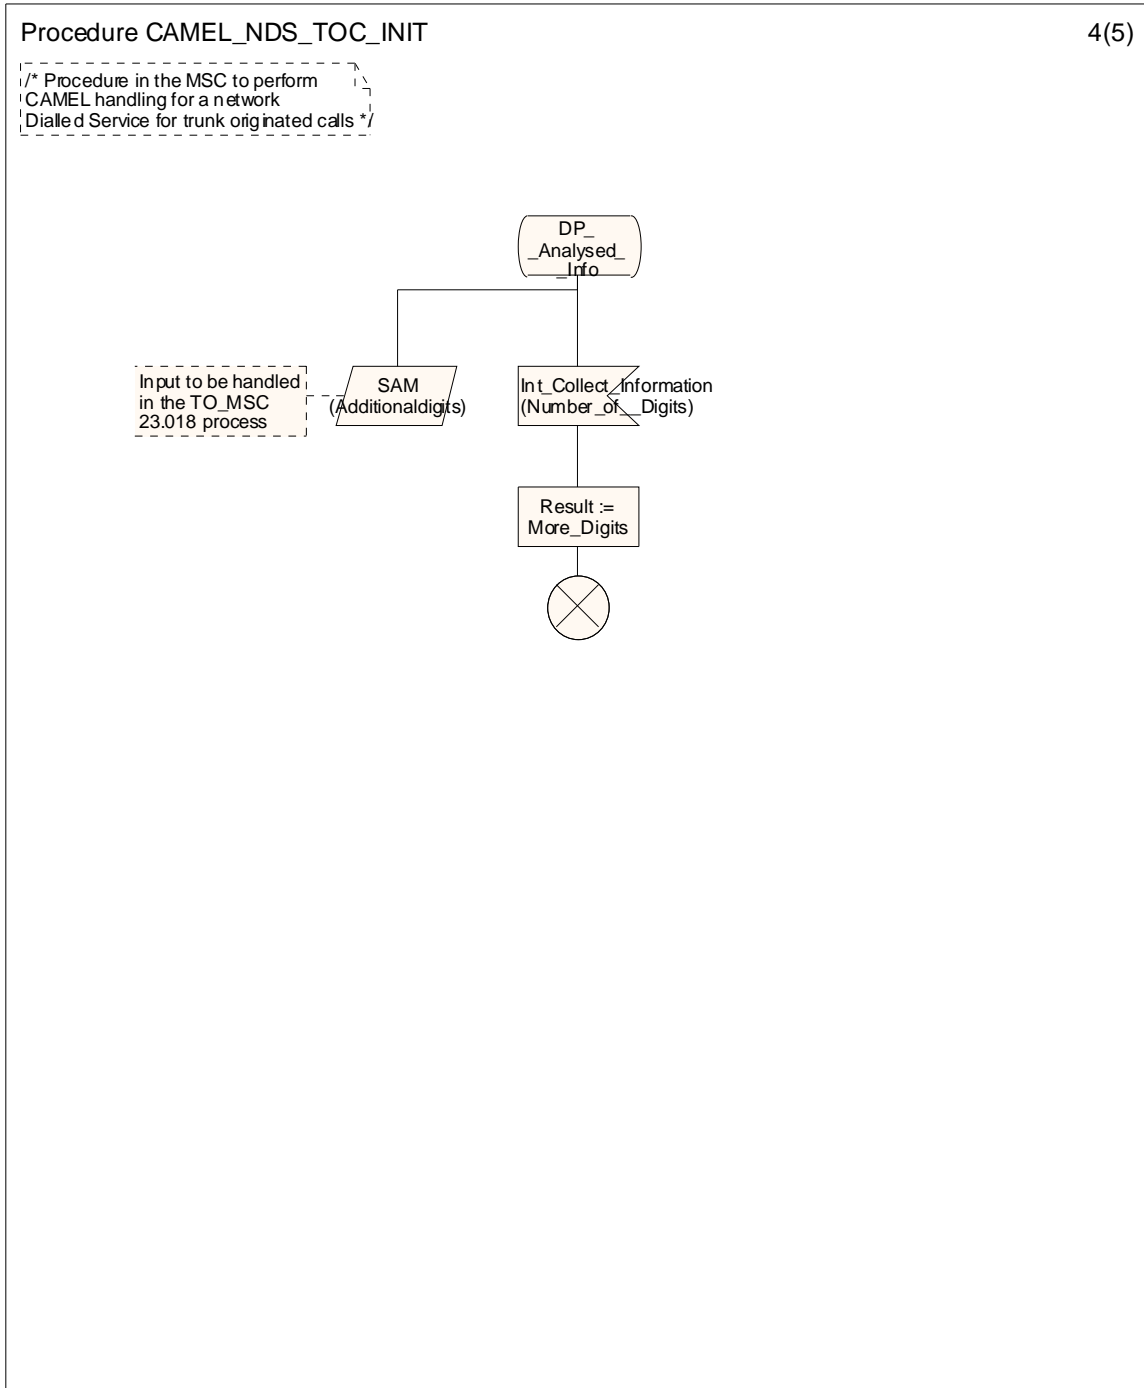 Procedure CAMEL_NDS_TOC_INIT
4(5)
/* Procedure in the MSC to perform
CAMEL handling for a network
Dialled Service for trunk originated calls */
DP_
_Analysed_
_Info
Input to be handled
in the TO_MSC
23.018 process
SAM
(Additionaldigits)
Int_Collect_Information
(Number_of__Digits)
Result :=
More_Digits